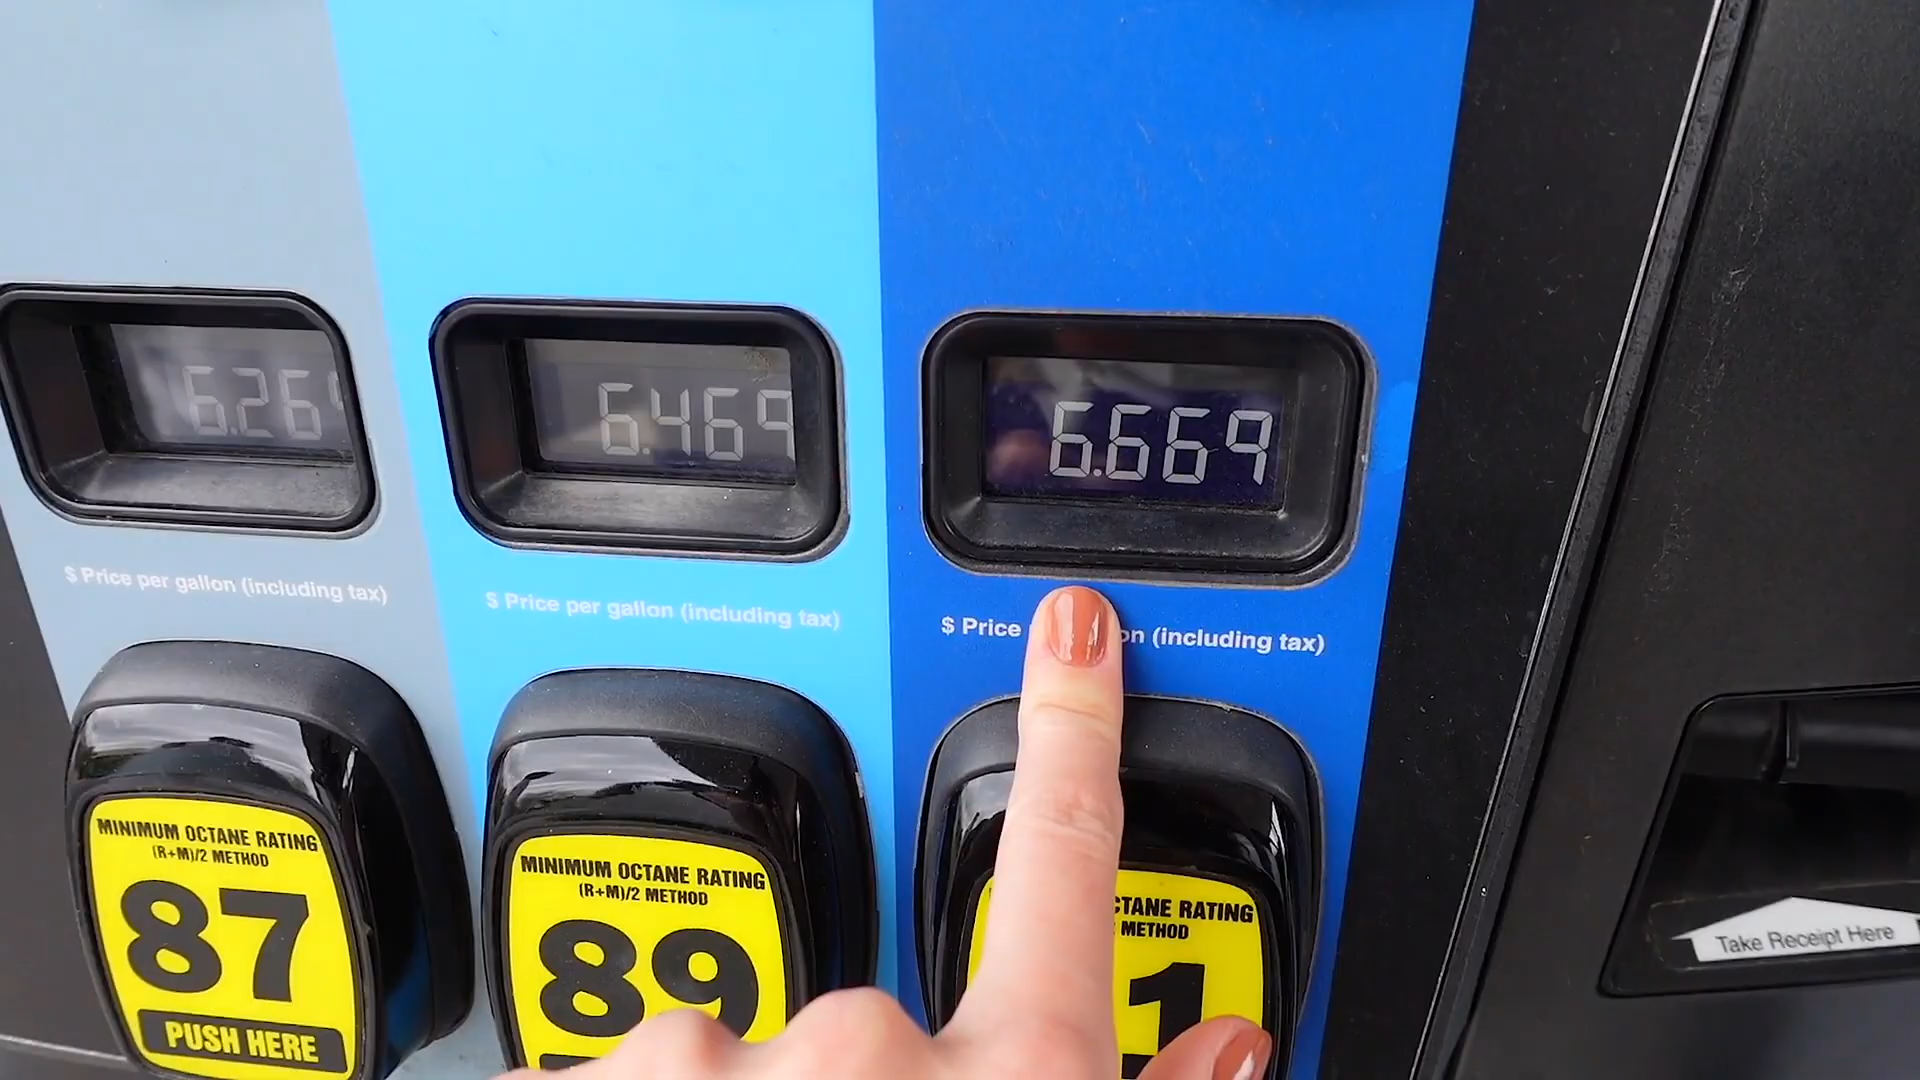 6.26
6.469
6.669
$ Price per gallon (including tax)
$ Price per gallon (including tax)
$ Price on (including tax)
MINIMUM OCTANE RATING
(R+M)/2 METHOD
87
PUSH HERE
MINIMUM OCTANE RATING
(R+M)/2 METHOD
89
RATING
METHOD
1
Take Receipt Here